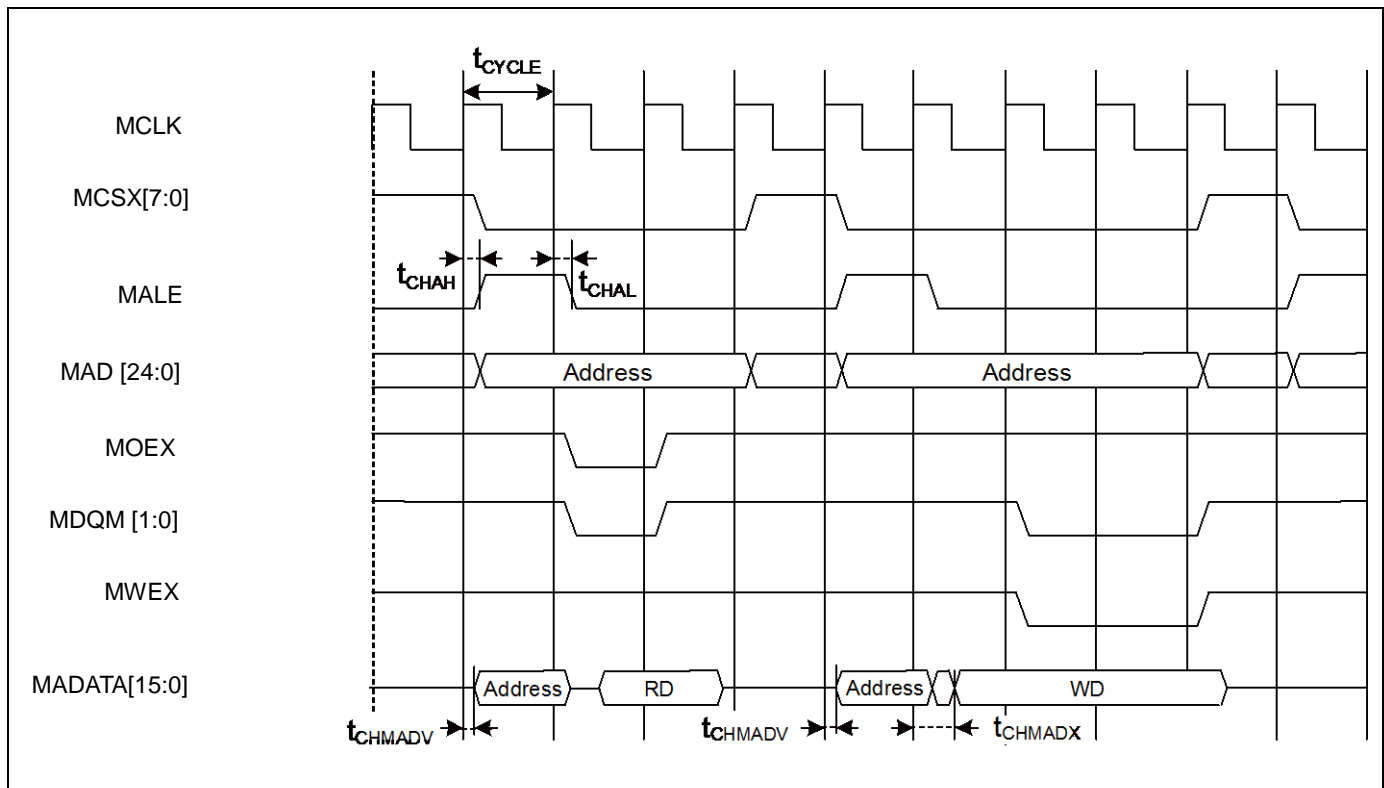 tCYCLE
MCLK
MCSX[7:0]
tCHAH
tCHAL
MALE
MAD [24:0]
Address
Address
MOEX
MDQM [1:0]
MWEX
MADATA[15:0]
Address
RD
Address
WD
tCHMADV
tCHMADV
tCHMADX